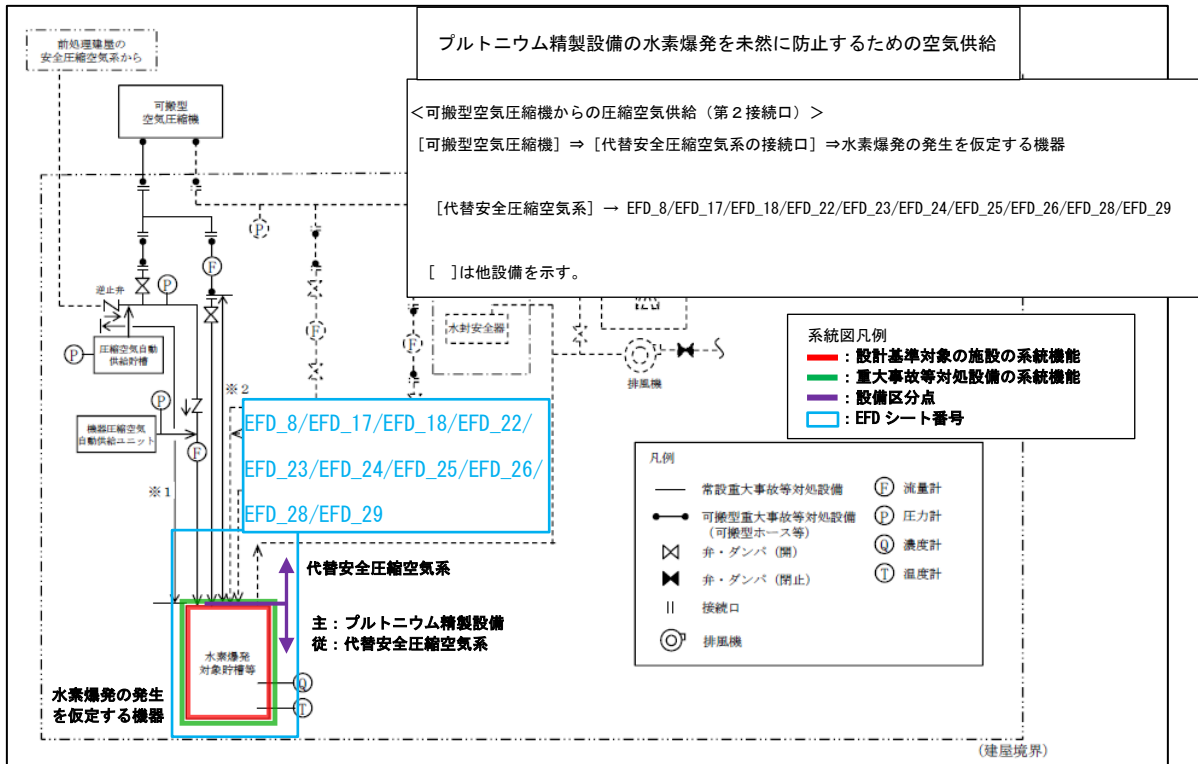 前処理建屋の
安全圧縮空気系から
プルトニウム精製設備の水素爆発を未然に防止するための空気供給
可搬型
空気圧縮機
＜可搬型空気圧縮機からの圧縮空気供給（第２接続口）＞
[可搬型空気圧縮機] ⇒ [代替安全圧縮空気系の接続口] ⇒水素爆発の発生を仮定する機器
[代替安全圧縮空気系] → EFD_8/EFD_17/EFD_18/EFD_22/EFD_23/EFD_24/EFD_25/EFD_26/EFD_28/EFD_29
[　]は他設備を示す。
P
F
逆止弁
P
圧縮空気自動
供給貯槽
P
※２
F
F
水封安全器
排風機
系統図凡例
：設計基準対象の施設の系統機能
：重大事故等対処設備の系統機能
：設備区分点
：EFDシート番号
P
機器圧縮空気
自動供給ユニット
F
※１
EFD_8/EFD_17/EFD_18/EFD_22/
EFD_23/EFD_24/EFD_25/EFD_26/
EFD_28/EFD_29
凡例
常設重大事故等対処設備
可搬型重大事故等対処設備
（可搬型ホース等）
弁・ダンパ（開）
弁・ダンパ（閉止）
接続口
排風機
F 流量計
P 圧力計
Q 濃度計
T 温度計
代替安全圧縮空気系
主：プルトニウム精製設備
従：代替安全圧縮空気系
水素爆発
対象貯槽等
Q
T
水素爆発の発生
を仮定する機器
(建屋境界)